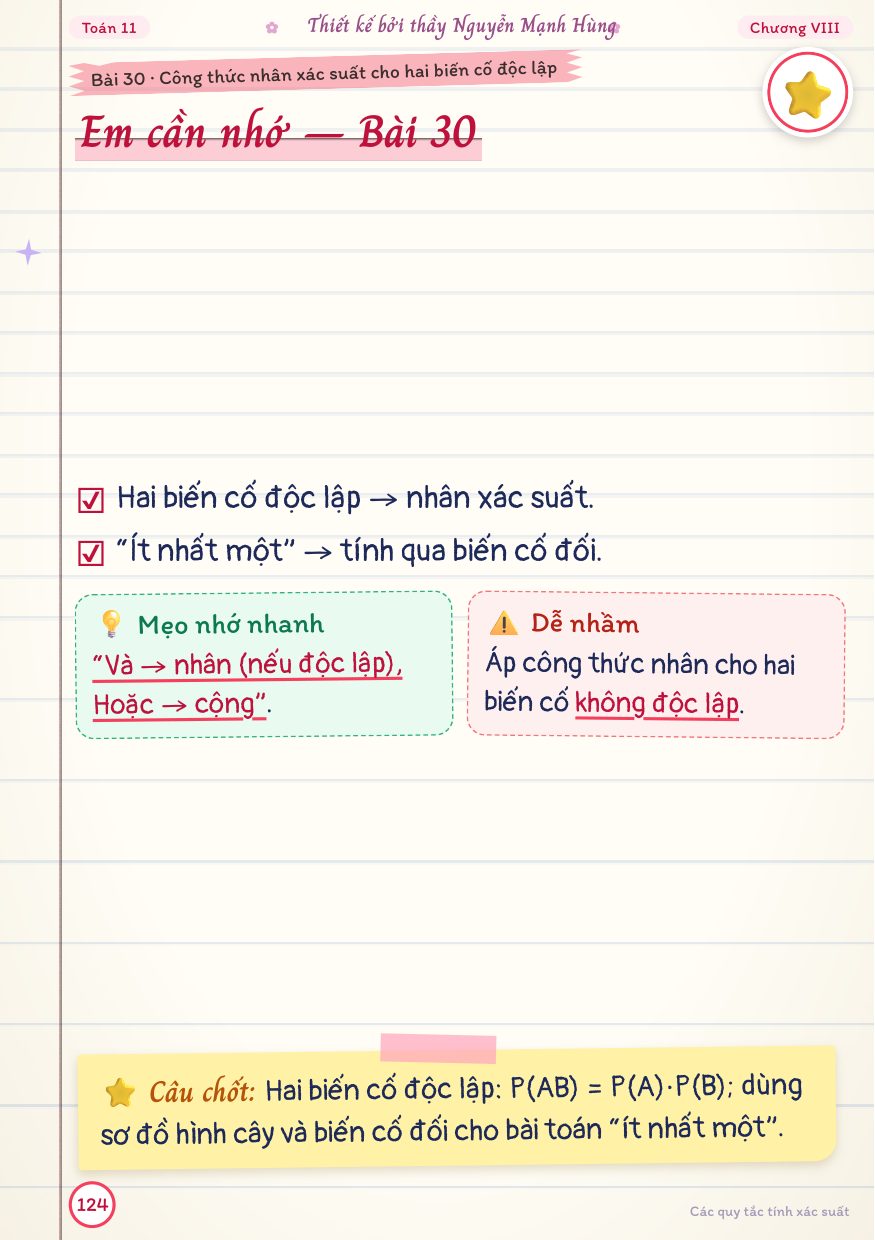 Toán 11
Thiết kế bởi thầy Nguyễn Mạnh Hùng
Chương VIII
Bài 30 · Công thức nhân xác suất cho hai biến cố độc lập
Em cần nhớ — Bài 30
☑ Hai biến cố độc lập → nhân xác suất.
☑ “Ít nhất một” → tính qua biến cố đối.
Mẹo nhớ nhanh
“Và → nhân (nếu độc lập),
Hoặc → cộng”.
Dễ nhầm
Áp công thức nhân cho hai
biến cố không độc lập.
Câu chốt: Hai biến cố độc lập: P(AB) = P(A)·P(B); dùng
sơ đồ hình cây và biến cố đối cho bài toán “ít nhất một”.
124
Các quy tắc tính xác suất